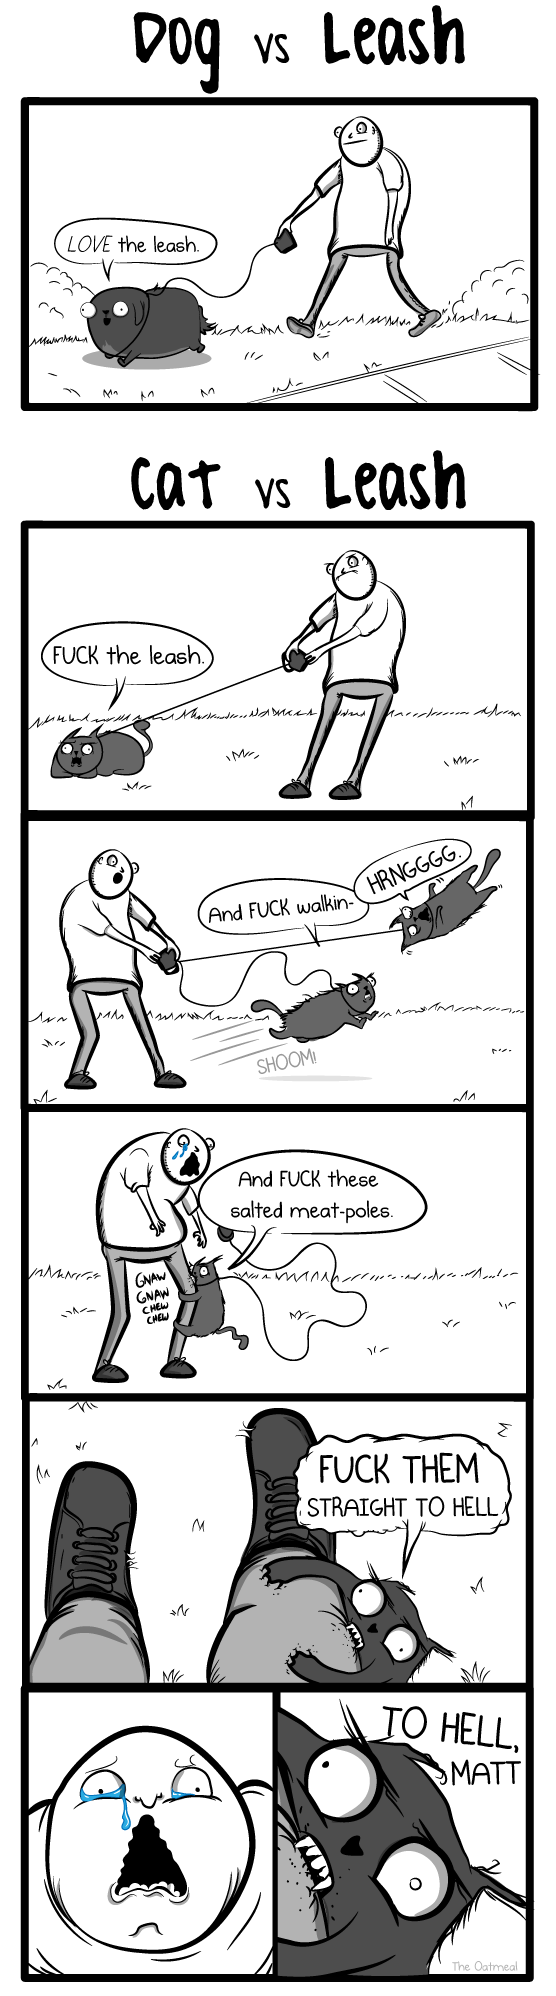 Dog vs Leash
LOVE the leash.
Cat vs Leash
FUCK the leash.
And FUCK walkin-
HRNGGGG.
SHOOM!
And FUCK these
salted meat-poles.
GNAW
GNAW
CHEW
CHEW
FUCK THEM
STRAIGHT TO HELL
TO HELL,
MATT
The Oatmeal